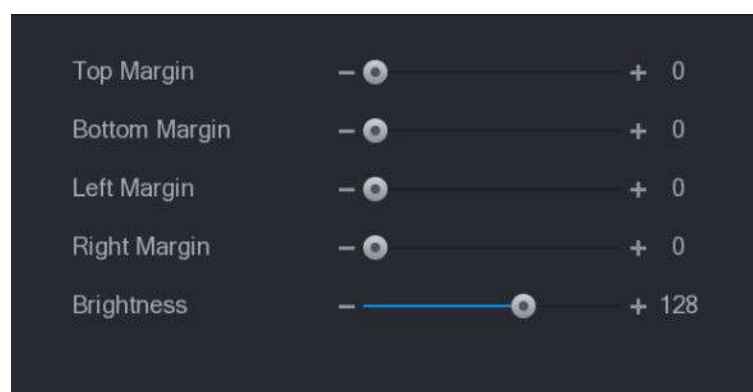 Top Margin − + 0
Bottom Margin − + 0
Left Margin − + 0
Right Margin − + 0
Brightness − + 128